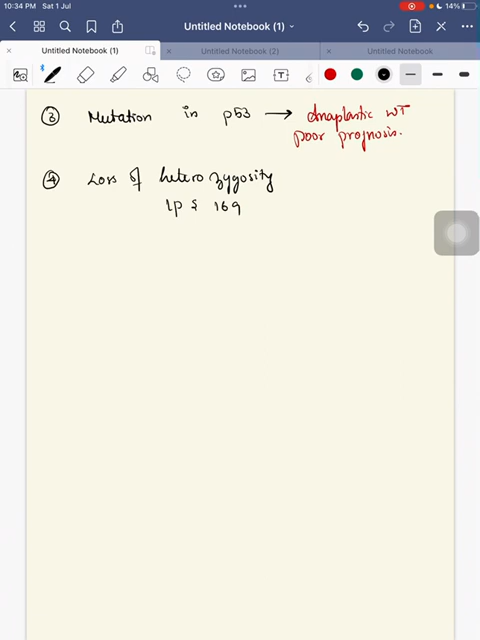 10:34 PM Sat 1 Jul
14%
Untitled Notebook (1)
Untitled Notebook (1)
Untitled Notebook (2)
Untitled Notebook
③ Mutation in p53 → Anaplastic WT
poor prognosis.
④ Loss of heterozygosity
1p & 16q